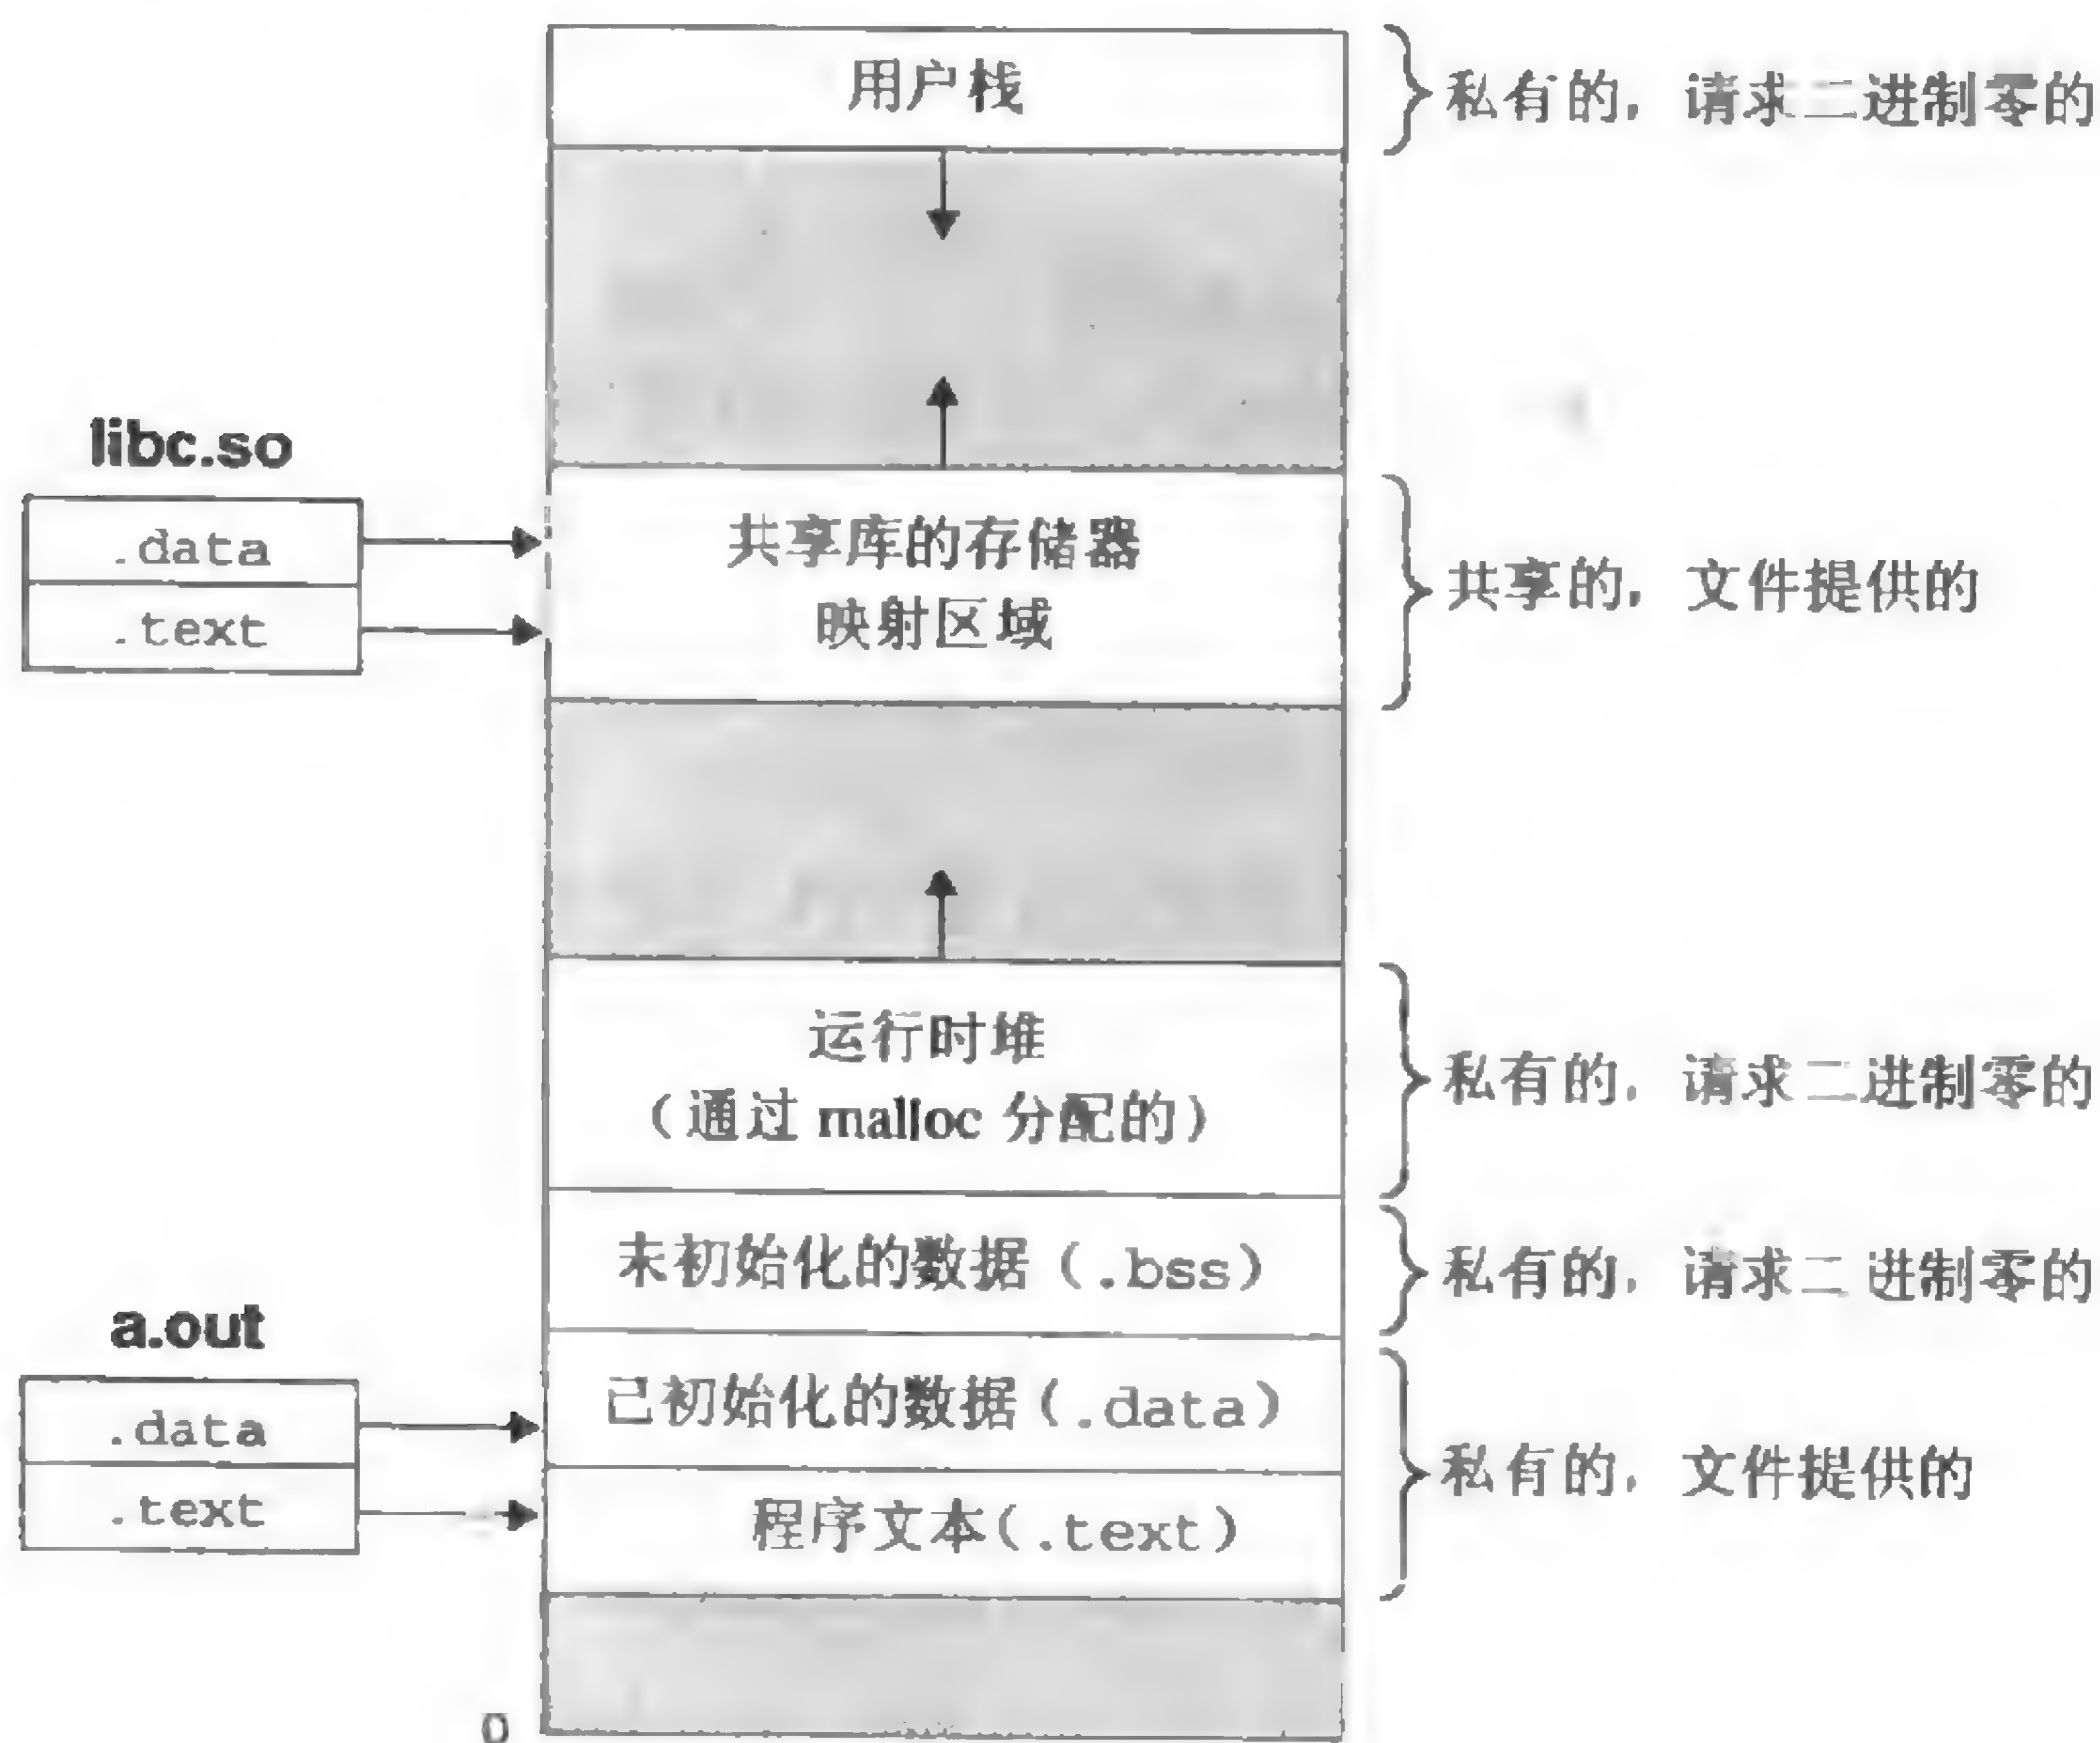 用户栈
私有的，请求二进制零的
libc.so
.data
.text
共享库的存储器
映射区域
共享的，文件提供的
运行时堆
（通过 malloc 分配的）
私有的，请求二进制零的
未初始化的数据（.bss）
私有的，请求二进制零的
a.out
.data
.text
已初始化的数据（.data）
程序文本（.text）
私有的，文件提供的
0